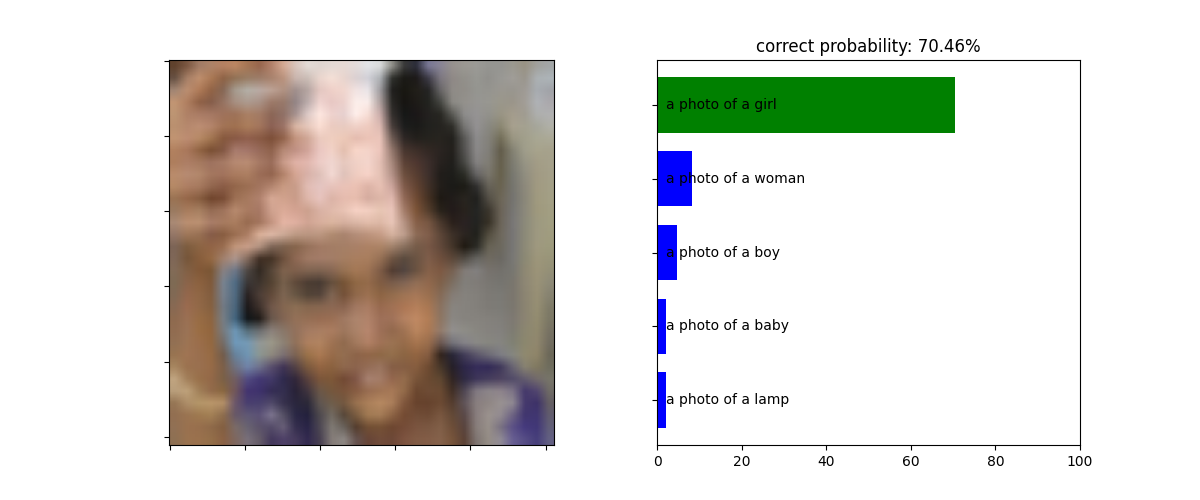 correct probability: 70.46%
a photo of a girl
a photo of a woman
a photo of a boy
a photo of a baby
a photo of a lamp
0 20 40 60 80 100